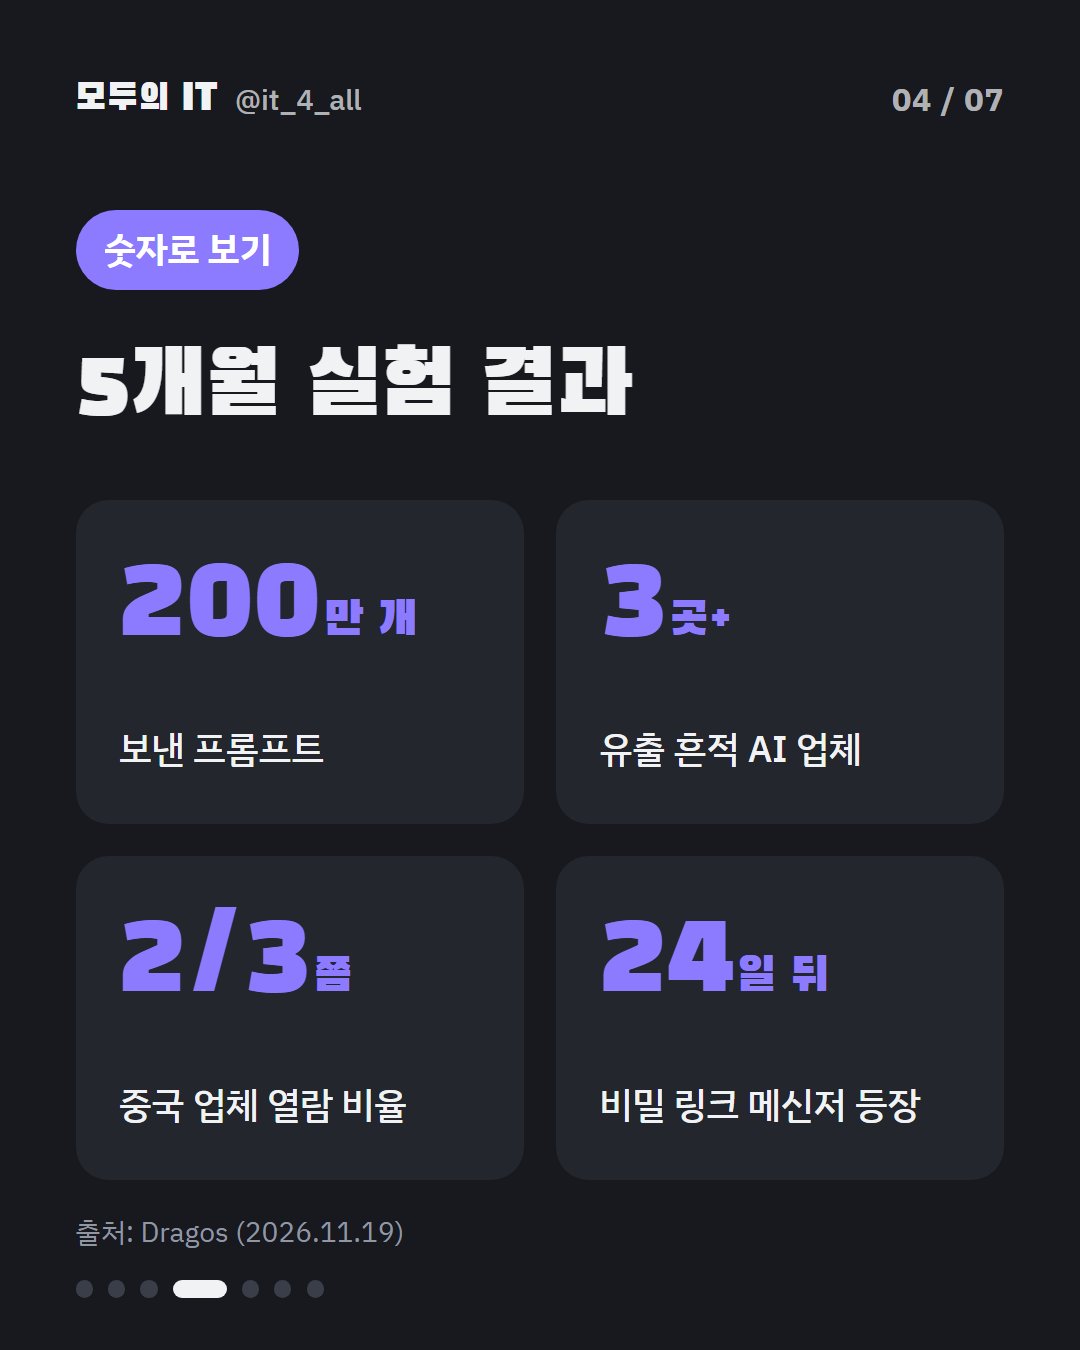 모두의 IT @it_4_all
04 / 07
숫자로 보기
5개월 실험 결과
200만 개
보낸 프롬프트
3곳+
유출 흔적 AI 업체
2/3쯤
중국 업체 열람 비율
24일 뒤
비밀 링크 메신저 등장
출처: Dragos (2026.11.19)